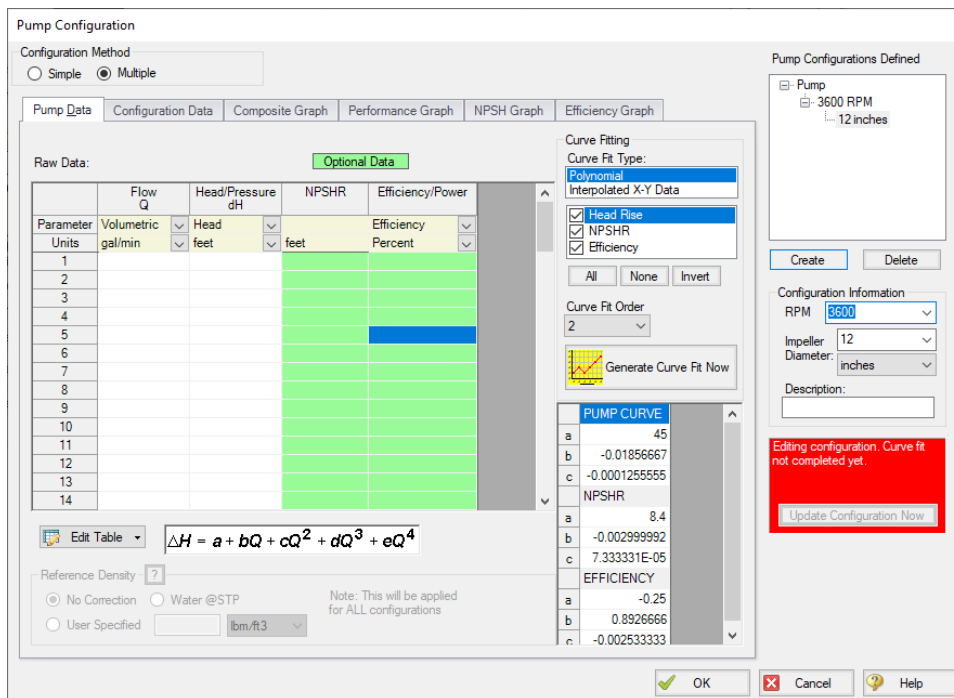 Pump Configuration
Configuration Method
Simple Multiple
Pump Data Configuration Data Composite Graph Performance Graph NPSH Graph Efficiency Graph
Raw Data: Optional Data
Flow Head/Pressure NPSHR Efficiency/Power
Q dH
Parameter Volumetric Head Efficiency
Units gal/min feet feet Percent
1
2
3
4
5
6
7
8
9
10
11
12
13
14
Edit Table
ΔH = a + bQ + cQ² + dQ³ + eQ⁴
Reference Density ?
No Correction Water @STP
User Specified lbm/ft3
Note: This will be applied
for ALL configurations
Curve Fitting
Curve Fit Type:
Polynomial
Interpolated X-Y Data
Head Rise
NPSHR
Efficiency
All None Invert
Curve Fit Order
2
Generate Curve Fit Now
PUMP CURVE
a 45
b -0.01856667
c -0.0001255555
NPSHR
a 8.4
b -0.002999992
c 7.333331E-05
EFFICIENCY
a -0.25
b 0.8926666
c -0.002533333
Pump Configurations Defined
Pump
3600 RPM
12 inches
Create Delete
Configuration Information
RPM 3600
Impeller 12
Diameter: inches
Description:
Editing configuration. Curve fit
not completed yet.
Update Configuration Now
OK Cancel Help